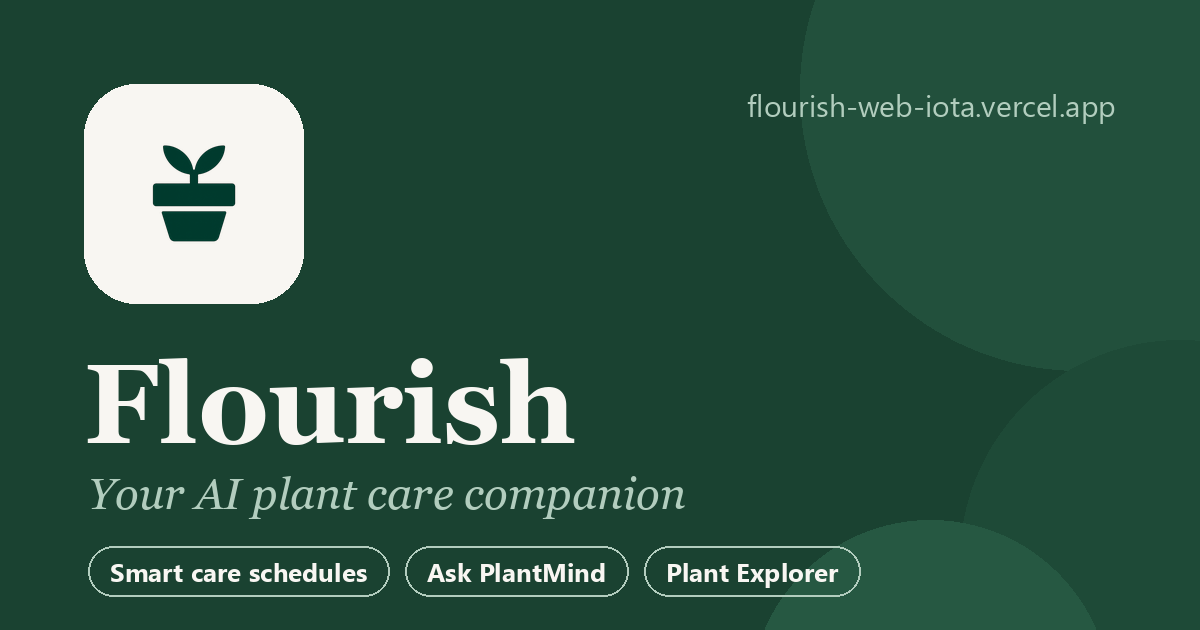 flourish-web-iota.vercel.app
Flourish
Your AI plant care companion
Smart care schedules
Ask PlantMind
Plant Explorer